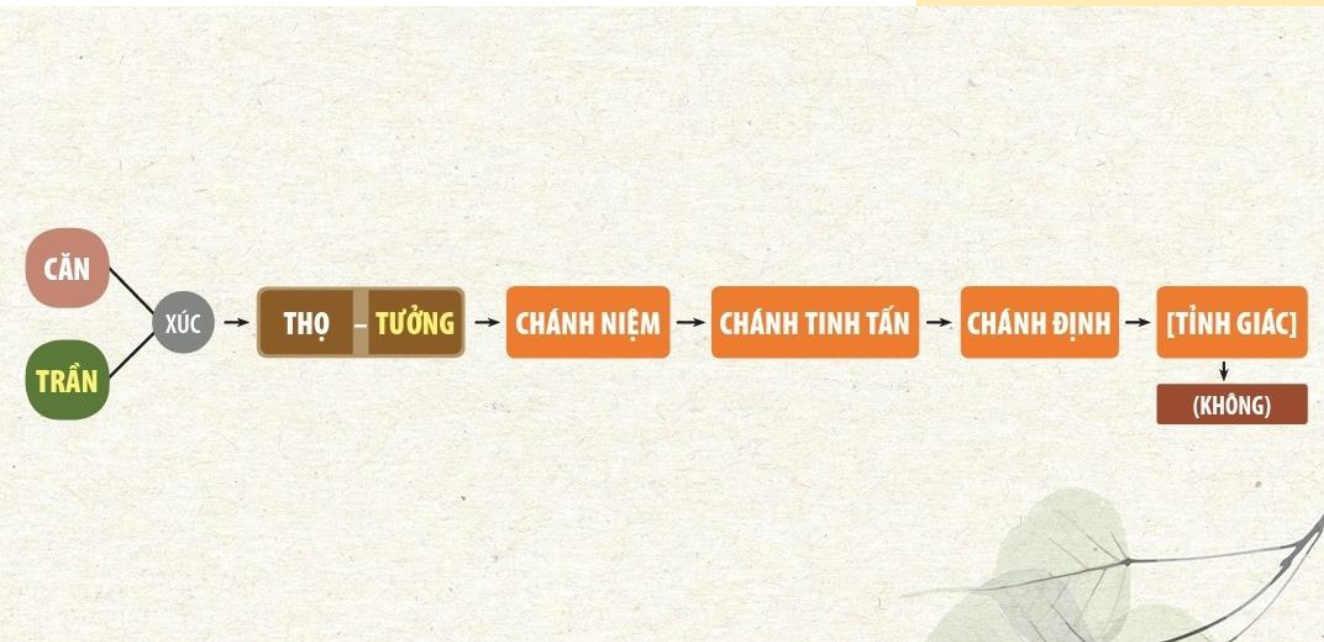 CĂN
TRẦN
XÚC
THỌ – TƯỞNG
CHÁNH NIỆM
CHÁNH TINH TẤN
CHÁNH ĐỊNH
[TỈNH GIÁC]
(KHÔNG)